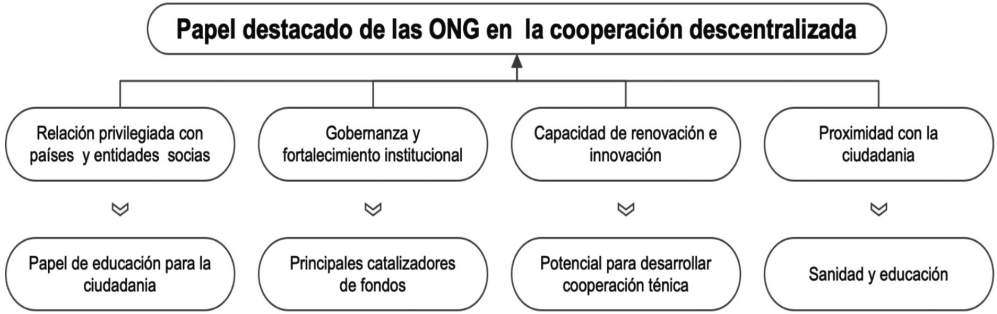 Papel destacado de las ONG en la cooperación descentralizada
Relación privilegiada con
países y entidades socias
Gobernanza y
fortalecimiento institucional
Capacidad de renovación e
innovación
Proximidad con la
ciudadania
Papel de educación para la
ciudadania
Principales catalizadores
de fondos
Potencial para desarrollar
cooperación ténica
Sanidad y educación